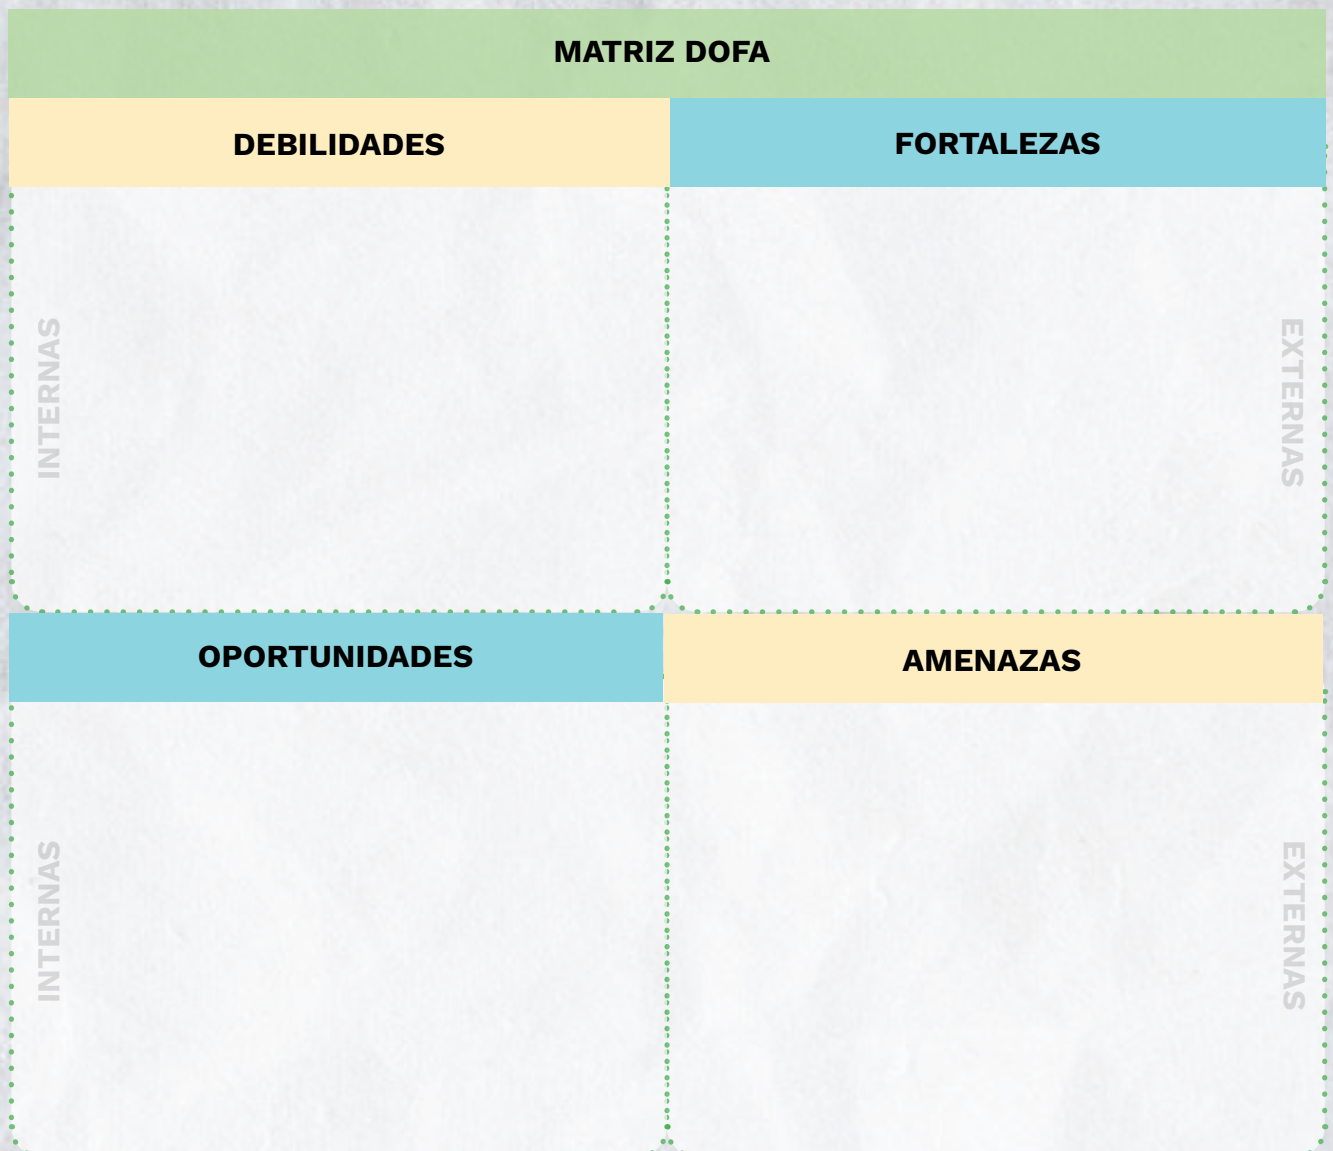 MATRIZ DOFA
DEBILIDADES
FORTALEZAS
INTERNAS
EXTERNAS
OPORTUNIDADES
AMENAZAS
INTERNAS
EXTERNAS